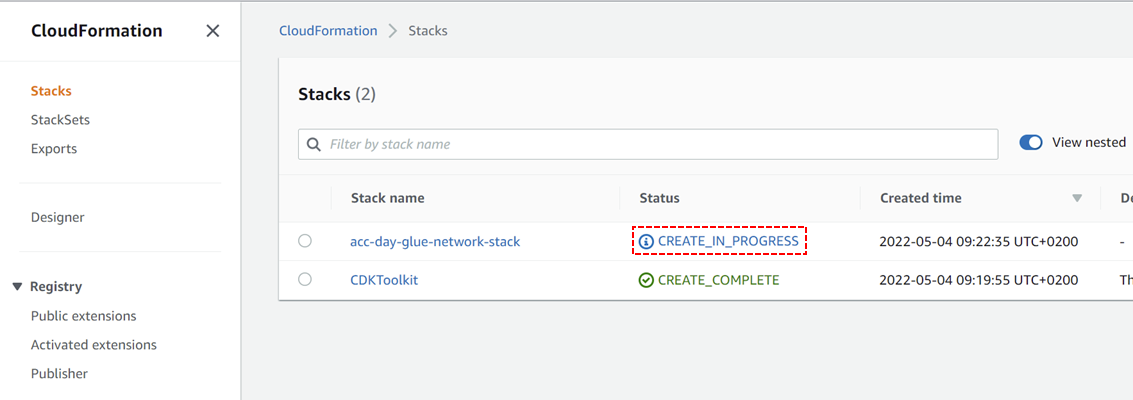 CloudFormation
Stacks
StackSets
Exports
Designer
Registry
Public extensions
Activated extensions
Publisher
CloudFormation > Stacks
Stacks (2)
Filter by stack name
View nested
Stack name Status Created time De
acc-day-glue-network-stack CREATE_IN_PROGRESS 2022-05-04 09:22:35 UTC+0200 -
CDKToolkit CREATE_COMPLETE 2022-05-04 09:19:55 UTC+0200 Th